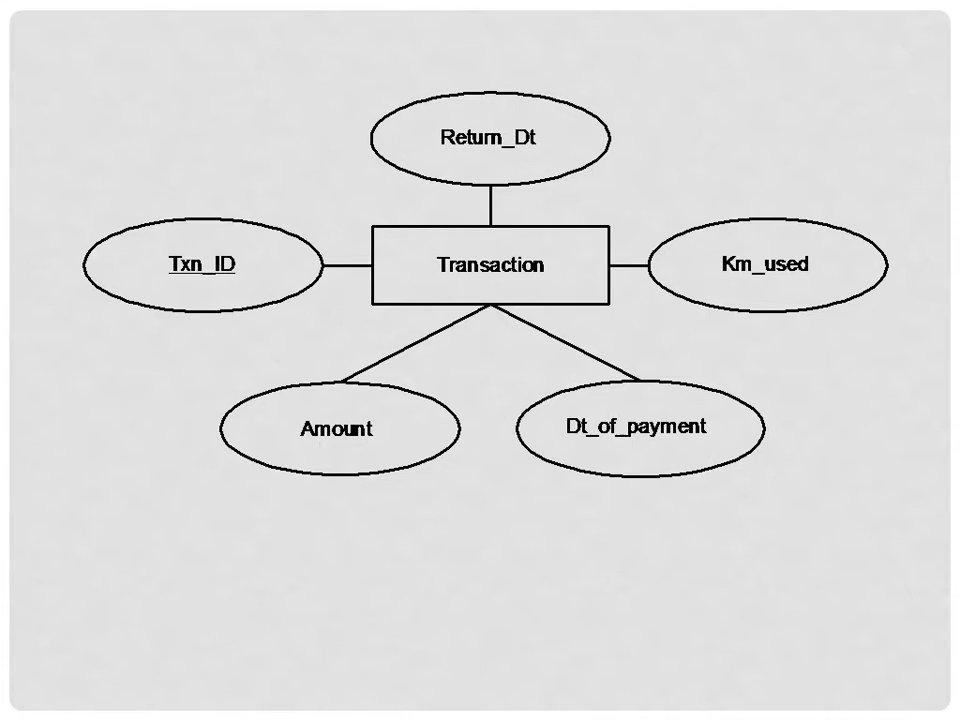 Return_Dt
Txn_ID
Transaction
Km_used
Amount
Dt_of_payment